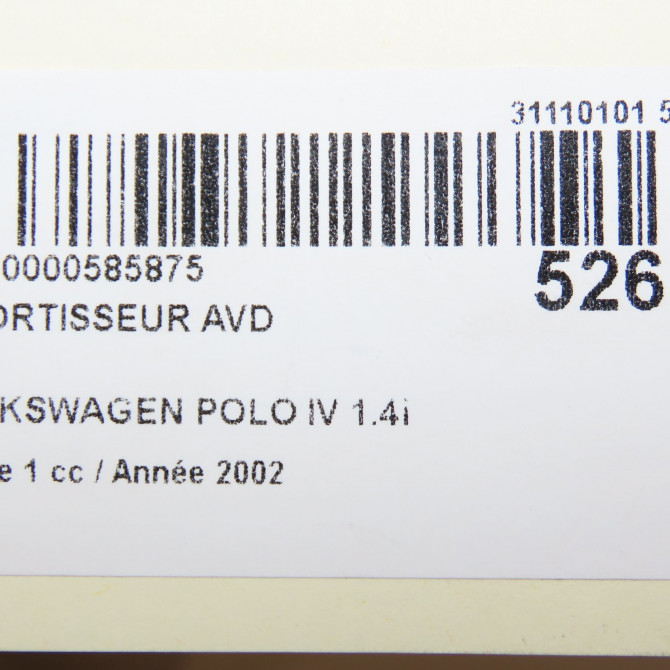 31110101 5
0000585875
526
ORTISSEUR AVD
KSWAGEN POLO IV 1.4i
e 1 cc / Année 2002